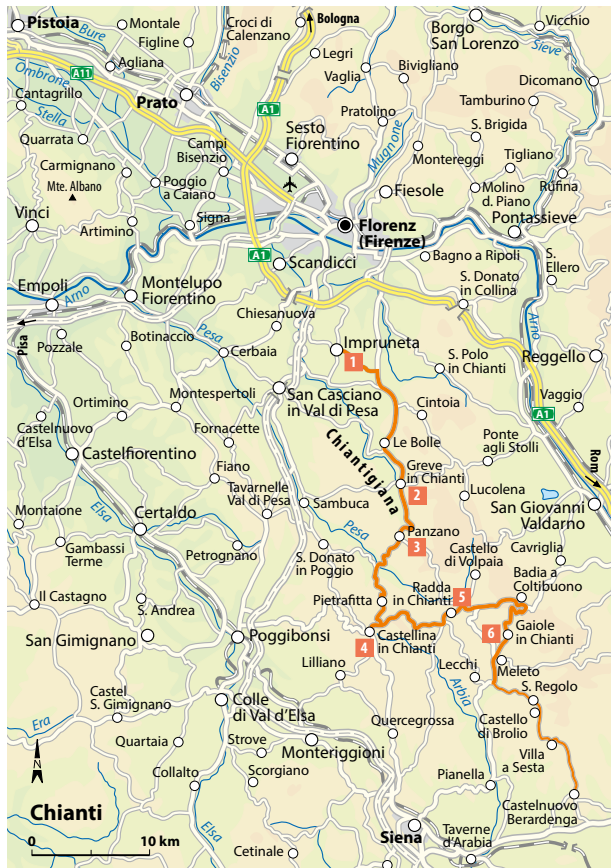 Pistoia
Bure
Montale
Figline
Agliana
Croci di
Calenzano
Bologna
Legri
Vaglia
Bivigliano
Borgo
San Lorenzo
Vicchio
Sieve
Dicomano
Ombrone
A11
Cantagrillo
Stella
Prato
Bisenzio
A1
Pratolino
Tamburino
Quarrata
Campi
Bisenzio
Sesto
Fiorentino
Mugnone
S. Brigida
Montereggi
Tigliano
Carmignano
Mte. Albano
Poggio
a Caiano
Fiesole
Molino
d. Piano
Rufina
Vinci
Artimino
Signa
Florenz
(Firenze)
Pontassieve
Bagno a Ripoli
S.
Ellero
A1
Scandicci
S. Donato
in Collina
Empoli
Arno
Montelupo
Fiorentino
Pesa
Chiesanuova
Arno
Pisa
Pozzale
Botinaccio
Cerbaia
Impruneta
1
S. Polo
in Chianti
Reggello
Ortimino
Montespertoli
San Casciano
in Val di Pesa
Cintoia
Vaggio
A1
Castelnuovo
d'Elsa
Fornacette
Chiantigiana
Le Bolle
Ponte
agli Stolli
Rom
Castelfiorentino
Fiano
Greve
in Chianti
2
Lucolena
Elsa
Tavarnelle
Val di Pesa
Sambuca
San Giovanni
Valdarno
Montaione
Certaldo
Pesa
Panzano
3
Gambassi
Terme
Petrognano
S. Donato
in Poggio
Castello
di Volpaia
Cavriglia
Badia a
Coltibuono
Il Castagno
S. Andrea
Pietrafitta
Radda
in Chianti
5
San Gimignano
Poggibonsi
4
Castellina
in Chianti
6
Gaiole
in Chianti
Lilliano
Lecchi
Meleto
Arbia
S. Regolo
Castel
S. Gimignano
Colle
di Val d'Elsa
Castello
di Brolio
Era
Quercegrossa
Quartaia
Strove
Monteriggioni
Villa
a Sesta
N
Collalto
Scorgiano
Pianella
Chianti
Elsa
Castelnuovo
Berardenga
0
10 km
Siena
Cetinale
Taverne
d'Arabia